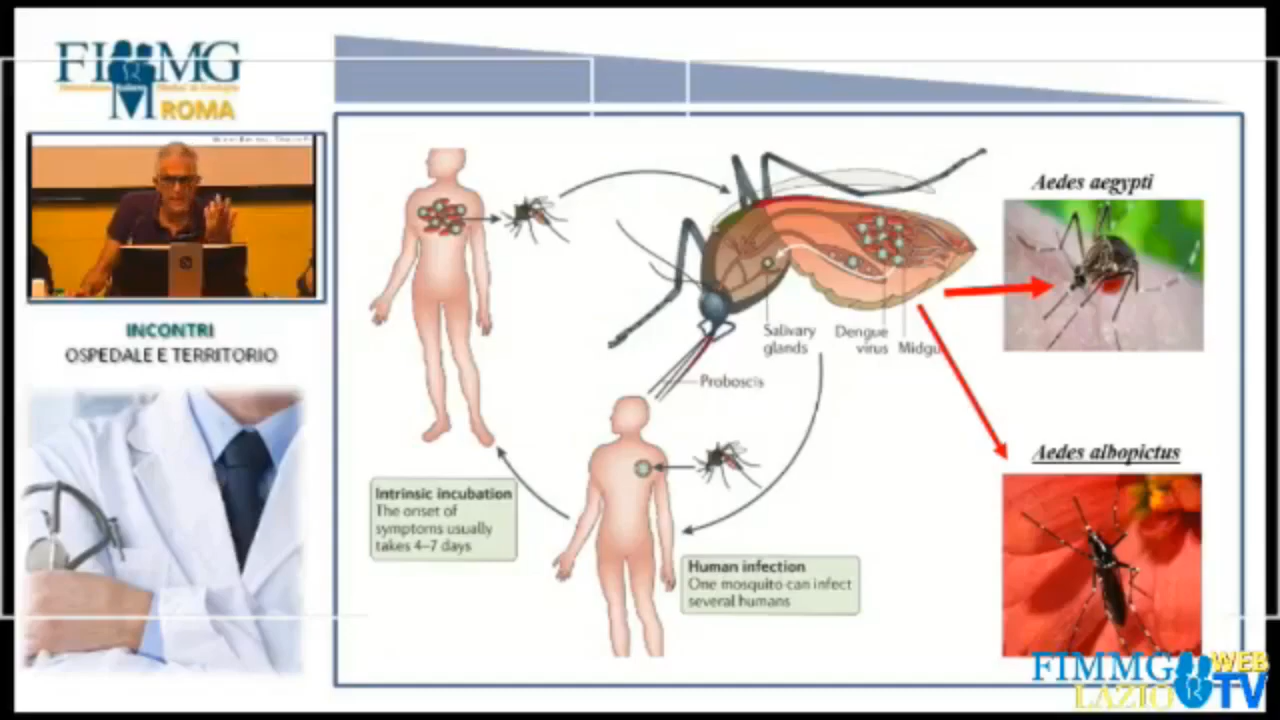 FIMMG
ROMA
INCONTRI
OSPEDALE E TERRITORIO
Aedes aegypti
Salivary
glands
Dengue
virus
Midgu
Proboscis
Aedes albopictus
Intrinsic incubation
The onset of
symptoms usually
takes 4–7 days
Human infection
One mosquito can infect
several humans
FIMMG
LAZIO
WEB
TV